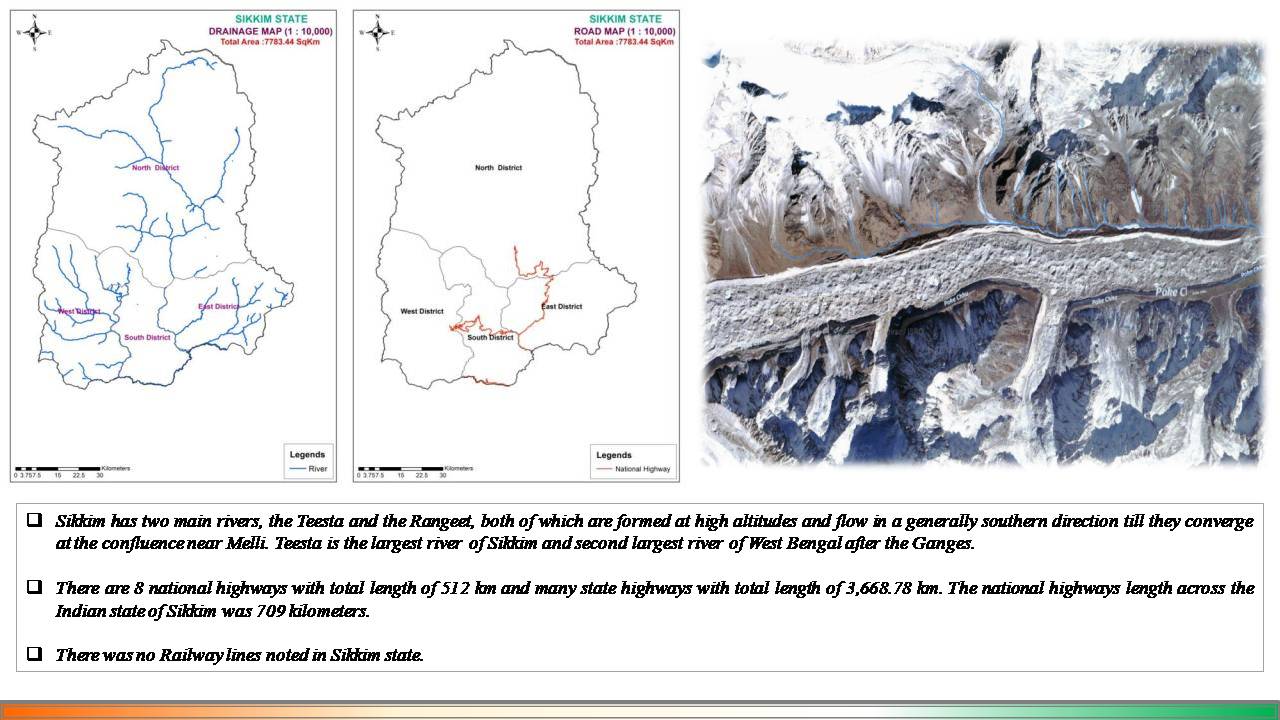 SIKKIM STATE
DRAINAGE MAP (1 : 10,000)
Total Area :7783.44 SqKm
N
W
E
S
North District
West District
East District
South District
Kilometers
0 3.757.5 15 22.5 30
Legends
River
SIKKIM STATE
ROAD MAP (1 : 10,000)
Total Area :7783.44 SqKm
N
W
E
S
North District
West District
East District
South District
Kilometers
0 3.757.5 15 22.5 30
Legends
National Highway
Poke Chhu
Poke Chhu
Poke Cl
Sikkim has two main rivers, the Teesta and the Rangeet, both of which are formed at high altitudes and flow in a generally southern direction till they converge
at the confluence near Melli. Teesta is the largest river of Sikkim and second largest river of West Bengal after the Ganges.
There are 8 national highways with total length of 512 km and many state highways with total length of 3,668.78 km. The national highways length across the
Indian state of Sikkim was 709 kilometers.
There was no Railway lines noted in Sikkim state.